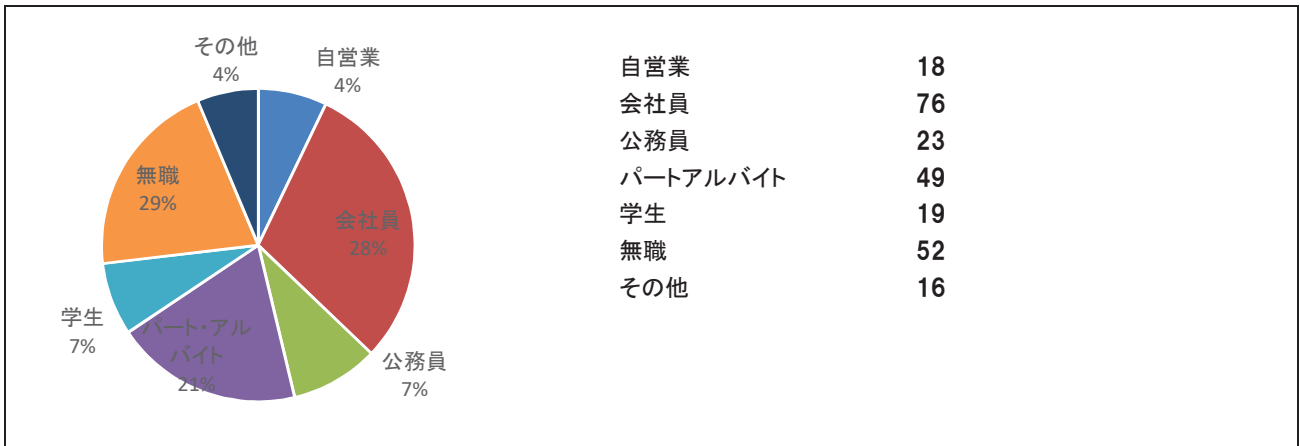 その他
4%
自営業
4%
無職
29%
会社員
28%
学生
7%
パート・アル
バイト
21%
公務員
7%
自営業 18
会社員 76
公務員 23
パートアルバイト 49
学生 19
無職 52
その他 16